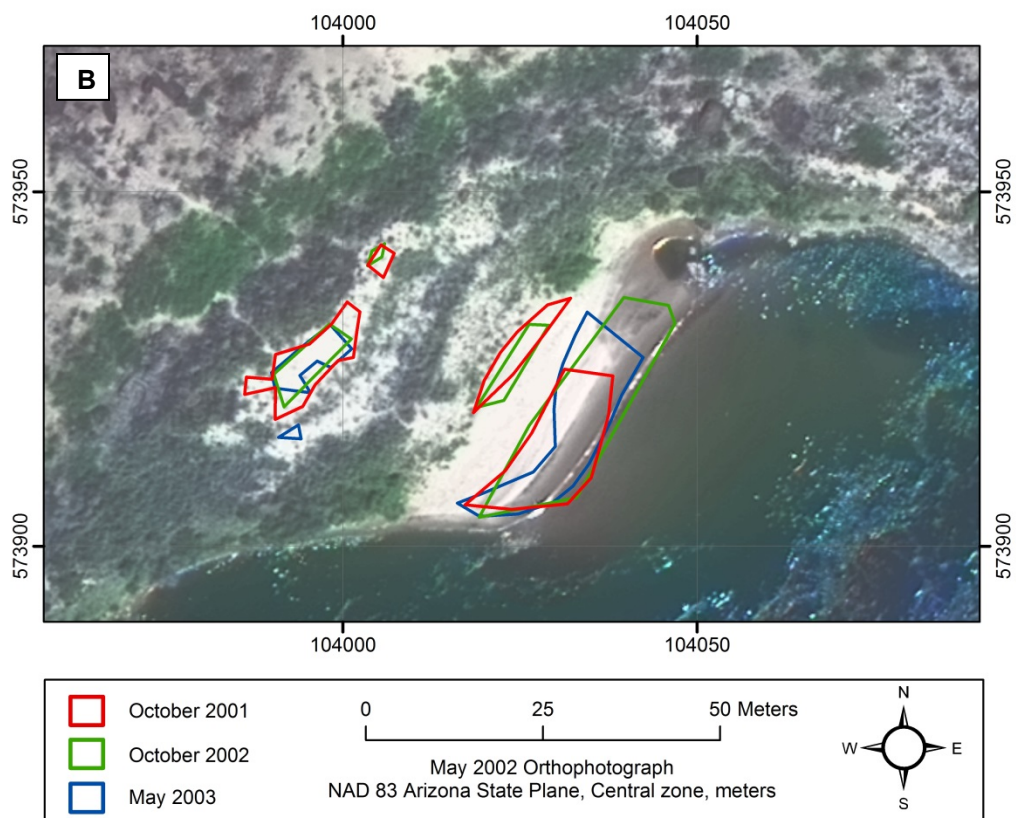 104000
104050
B
573950
573950
573900
573900
104000
104050
October 2001
October 2002
May 2003
0
25
50 Meters
May 2002 Orthophotograph
NAD 83 Arizona State Plane, Central zone, meters
N
W
E
S